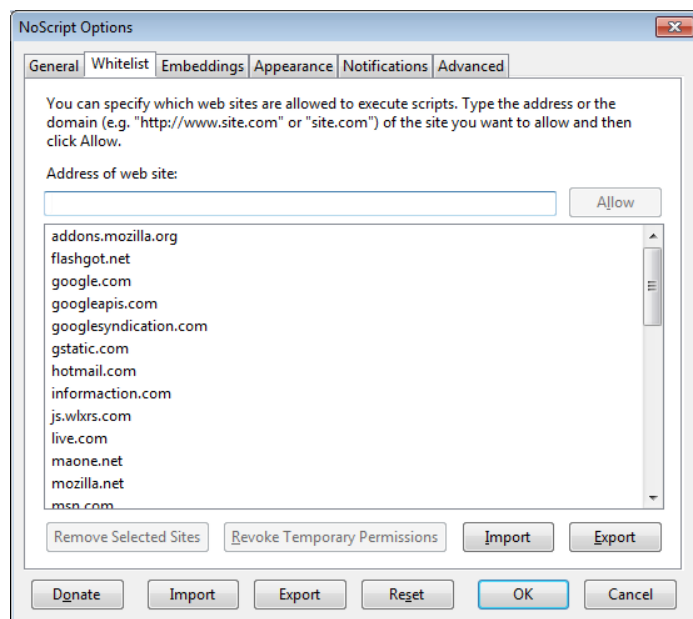 NoScript Options
General Whitelist Embeddings Appearance Notifications Advanced
You can specify which web sites are allowed to execute scripts. Type the address or the
domain (e.g. "http://www.site.com" or "site.com") of the site you want to allow and then
click Allow.
Address of web site:
Allow
addons.mozilla.org
flashgot.net
google.com
googleapis.com
googlesyndication.com
gstatic.com
hotmail.com
informaction.com
js.wlxrs.com
live.com
maone.net
mozilla.net
msn.com
Remove Selected Sites Revoke Temporary Permissions Import Export
Donate Import Export Reset OK Cancel